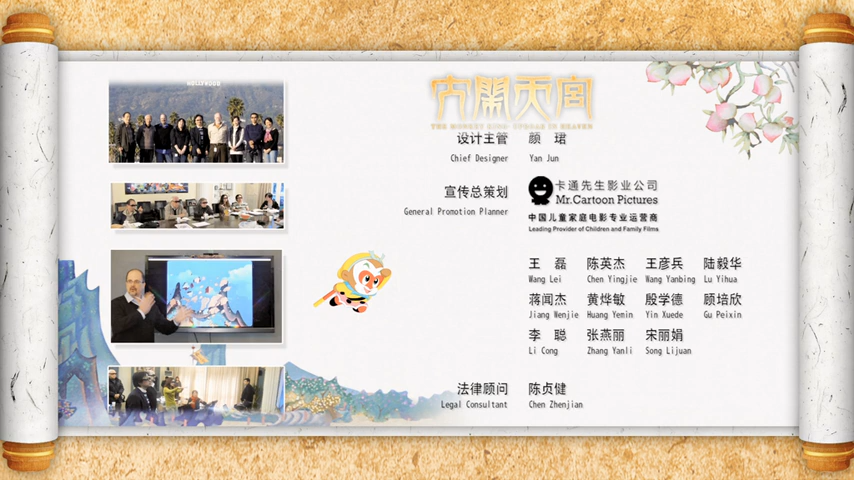 HOLLYWOOD
大闹天宫
THE MONKEY KING: UPROAR IN HEAVEN
设计主管 颜 珺
Chief Designer Yan Jun
宣传总策划 卡通先生影业公司
General Promotion Planner Mr.Cartoon Pictures
中国儿童家庭电影专业运营商
Leading Provider of Children and Family Films
王 磊 陈英杰 王彦兵 陆毅华
Wang Lei Chen Yingjie Wang Yanbing Lu Yihua
蒋闻杰 黄烨敏 殷学德 顾培欣
Jiang Wenjie Huang Yemin Yin Xuede Gu Peixin
李 聪 张燕丽 宋丽娟
Li Cong Zhang Yanli Song Lijuan
法律顾问 陈贞健
Legal Consultant Chen Zhenjian